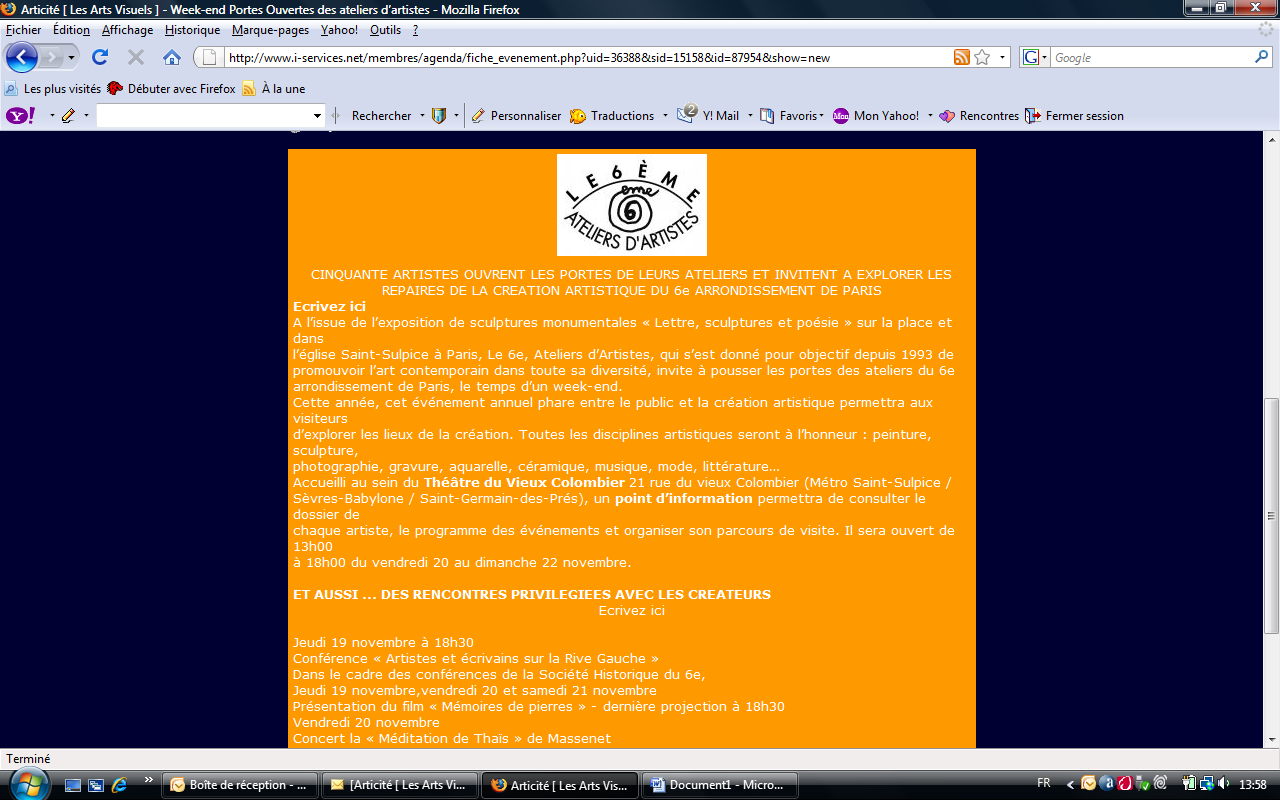 Articité [ Les Arts Visuels ] - Week-end Portes Ouvertes des ateliers d'artistes - Mozilla Firefox
Fichier Édition Affichage Historique Marque-pages Yahoo! Outils ?
http://www.i-services.net/membres/agenda/fiche_evenement.php?uid=36388&sid=15158&id=87954&show=new
Google
Les plus visités Débuter avec Firefox À la une
Y! Rechercher Personnaliser Traductions 2 Y! Mail Favoris Mon Mon Yahoo! Rencontres Fermer session
LE 6ÈME
eme
6
ATELIERS D'ARTISTES
CINQUANTE ARTISTES OUVRENT LES PORTES DE LEURS ATELIERS ET INVITENT A EXPLORER LES
REPAIRES DE LA CREATION ARTISTIQUE DU 6e ARRONDISSEMENT DE PARIS
Ecrivez ici
A l'issue de l'exposition de sculptures monumentales « Lettre, sculptures et poésie » sur la place et
dans
l'église Saint-Sulpice à Paris, Le 6e, Ateliers d'Artistes, qui s'est donné pour objectif depuis 1993 de
promouvoir l'art contemporain dans toute sa diversité, invite à pousser les portes des ateliers du 6e
arrondissement de Paris, le temps d'un week-end.
Cette année, cet événement annuel phare entre le public et la création artistique permettra aux
visiteurs
d'explorer les lieux de la création. Toutes les disciplines artistiques seront à l'honneur : peinture,
sculpture,
photographie, gravure, aquarelle, céramique, musique, mode, littérature...
Accueilli au sein du Théâtre du Vieux Colombier 21 rue du vieux Colombier (Métro Saint-Sulpice /
Sèvres-Babylone / Saint-Germain-des-Prés), un point d'information permettra de consulter le
dossier de
chaque artiste, le programme des événements et organiser son parcours de visite. Il sera ouvert de
13h00
à 18h00 du vendredi 20 au dimanche 22 novembre.
ET AUSSI ... DES RENCONTRES PRIVILEGIEES AVEC LES CREATEURS
Ecrivez ici
Jeudi 19 novembre à 18h30
Conférence « Artistes et écrivains sur la Rive Gauche »
Dans le cadre des conférences de la Société Historique du 6e,
Jeudi 19 novembre,vendredi 20 et samedi 21 novembre
Présentation du film « Mémoires de pierres » - dernière projection à 18h30
Vendredi 20 novembre
Concert la « Méditation de Thaïs » de Massenet
Terminé
Boîte de réception - ... [Articité [ Les Arts Vi... Articité [ Les Arts Vis... Document1 - Micro... FR 13:58